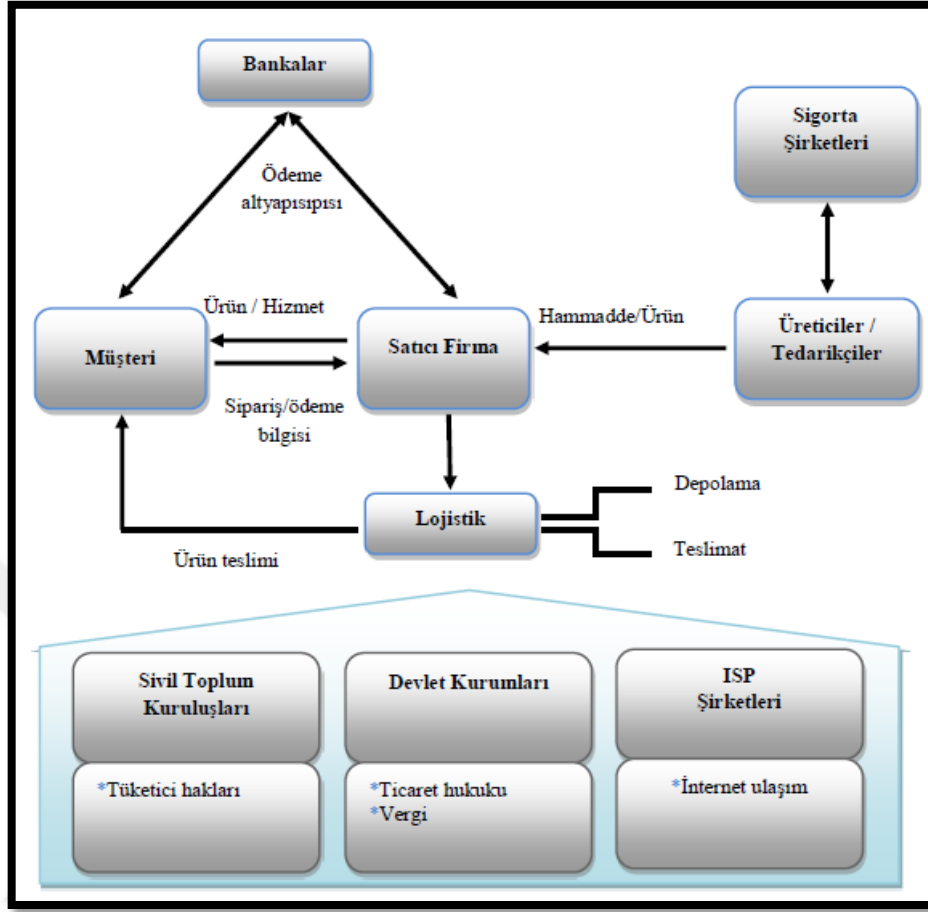 Bankalar
Sigorta
Şirketleri
Ödeme
altyapısıpısı
Ürün / Hizmet
Hammadde/Ürün
Müşteri
Satıcı Firma
Üreticiler /
Tedarikçiler
Sipariş/ödeme
bilgisi
Lojistik
Depolama
Teslimat
Ürün teslimi
Sivil Toplum
Kuruluşları
Devlet Kurumları
ISP
Şirketleri
*Tüketici hakları
*Ticaret hukuku
*Vergi
*İnternet ulaşım